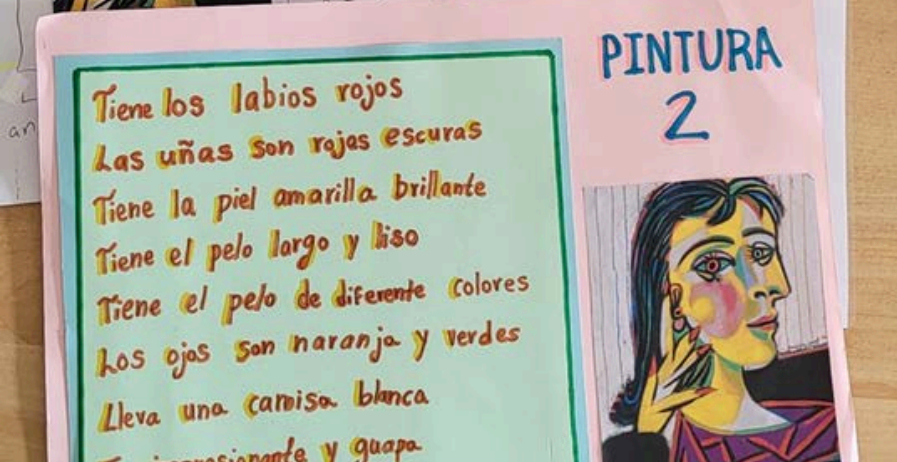 an
Tiene los labios rojos
Las uñas son rojas escuras
Tiene la piel amarilla brillante
Tiene el pelo largo y liso
Tiene el pelo de diferente colores
Los ojos son naranja y verdes
Lleva una camisa blanca
y guapa
PINTURA
2